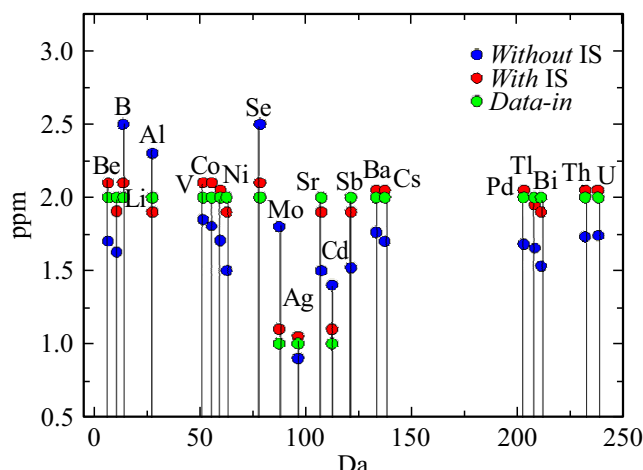 3.0
2.5
2.0
1.5
1.0
0.5
ppm
Without IS
With IS
Data-in
B
Se
Al
Be
Li
Co
V
Ni
Mo
Sr
Sb
Ba
Cs
Ag
Cd
Tl
Pd
Bi
Th
U
0 50 100 150 200 250
Da